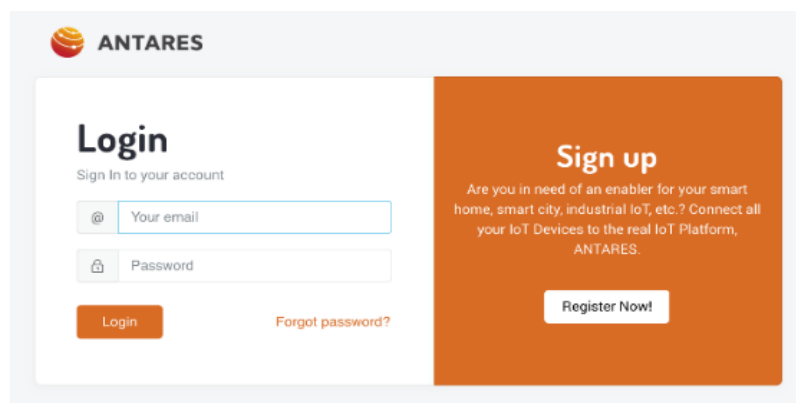 ANTARES
Login
Sign In to your account
@ Your email
Password
Login
Forgot password?
Sign up
Are you in need of an enabler for your smart
home, smart city, industrial IoT, etc.? Connect all
your IoT Devices to the real IoT Platform,
ANTARES.
Register Now!